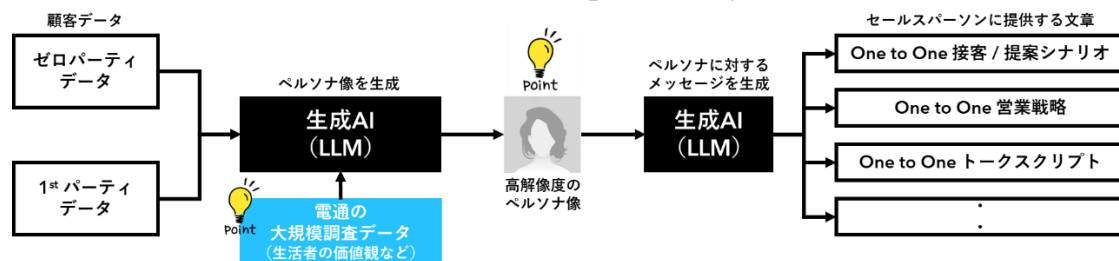 顧客データ
ゼロパーティ
データ
1st パーティ
データ
ペルソナ像を生成
生成AI
（LLM）
Point
電通の
大規模調査データ
（生活者の価値観など）
Point
高解像度の
ペルソナ像
ペルソナに対する
メッセージを生成
生成AI
（LLM）
セールスパーソンに提供する文章
One to One 接客 / 提案シナリオ
One to One 営業戦略
One to One トークスクリプト
：